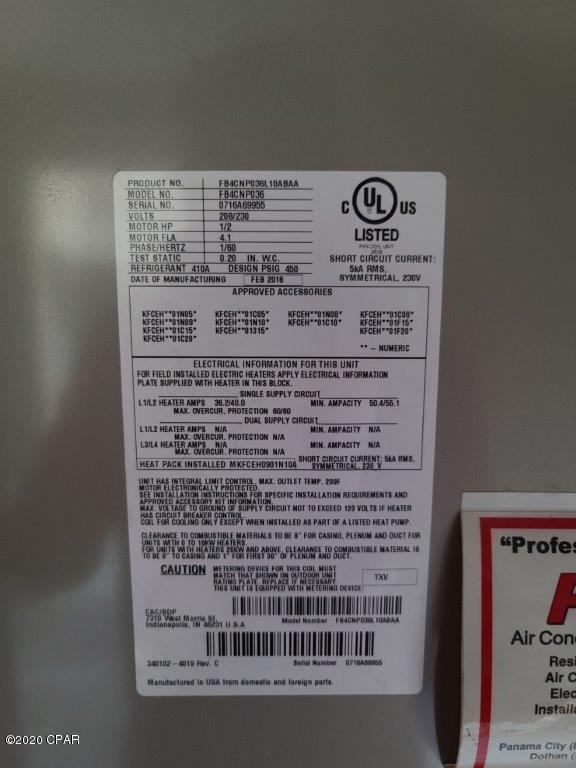 PRODUCT NO. FB4CNP036L10ABAA
MODEL NO. FB4CNP036
SERIAL NO. 0716A69955
VOLTS 208/230
MOTOR HP 1/2
MOTOR FLA 4.1
PHASE/HERTZ 1/60
TEST STATIC 0.20 IN. W.C.
REFRIGERANT 410A DESIGN PSIG 450
DATE OF MANUFACTURING FEB 2016
C UL US
LISTED
FAN COIL UNIT
SHORT CIRCUIT CURRENT:
5kA RMS,
SYMMETRICAL, 230V
APPROVED ACCESSORIES
KFCEH**01N05* KFCEH**01C05* KFCEH**01N08* KFCEH**01C08*
KFCEH**01N09* KFCEH**01N10* KFCEH**01C10* KFCEH**01F15*
KFCEH**01C15* KFCEH**01315* KFCEH**01F20*
KFCEH**01C20*
** - NUMERIC
ELECTRICAL INFORMATION FOR THIS UNIT
FOR FIELD INSTALLED ELECTRIC HEATERS APPLY ELECTRICAL INFORMATION
PLATE SUPPLIED WITH HEATER IN THIS BLOCK.
SINGLE SUPPLY CIRCUIT
L1/L2 HEATER AMPS 36.2/40.0 MIN. AMPACITY 50.4/55.1
MAX. OVERCUR. PROTECTION 60/60
DUAL SUPPLY CIRCUIT
L1/L2 HEATER AMPS N/A MIN. AMPACITY N/A
MAX. OVERCUR. PROTECTION N/A
L3/L4 HEATER AMPS N/A MIN. AMPACITY N/A
MAX. OVERCUR. PROTECTION N/A
SHORT CIRCUIT CURRENT: 5kA RMS,
HEAT PACK INSTALLED MKFCEH0901N10A SYMMETRICAL, 230 V
UNIT HAS INTEGRAL LIMIT CONTROL. MAX. OUTLET TEMP. 200F
MOTOR ELECTRONICALLY PROTECTED.
SEE INSTALLATION INSTRUCTIONS FOR SPECIFIC INSTALLATION REQUIREMENTS AND
APPROVED ACCESSORY KIT INFORMATION.
MAX. VOLTAGE TO GROUND OF SUPPLY CIRCUIT NOT TO EXCEED 120 VOLTS IF HEATER
HAS CIRCUIT BREAKER CONTROL.
COIL FOR COOLING ONLY EXCEPT WHEN INSTALLED AS PART OF A LISTED HEAT PUMP.
CLEARANCE TO COMBUSTIBLE MATERIALS TO BE 0" FOR CASING, PLENUM AND DUCT FOR
UNITS WITH 0 TO 18KW HEATERS.
FOR UNITS WITH HEATERS 20KW AND ABOVE, CLEARANCE TO COMBUSTIBLE MATERIAL IS
TO BE 0" TO CASING AND 1" FOR FIRST 36" OF PLENUM AND DUCT.
CAUTION METERING DEVICE FOR THIS COIL MUST
MATCH THAT SHOWN ON OUTDOOR UNIT
RATING PLATE. REPLACE IF NECESSARY.
THIS UNIT IS EQUIPPED WITH METERING DEVICE:
TXV
CAC/BDP
7310 West Morris St.
Indianapolis, IN 46231 U.S.A
Model Number FB4CNP036L10ABAA
340102-4019 Rev. C
Serial Number 0716A69955
Manufactured in USA from domestic and foreign parts.
"Profes
Air Con
Resi
Air C
Elec
Installa
Panama City (8
Dothan (
©2020 CPAR